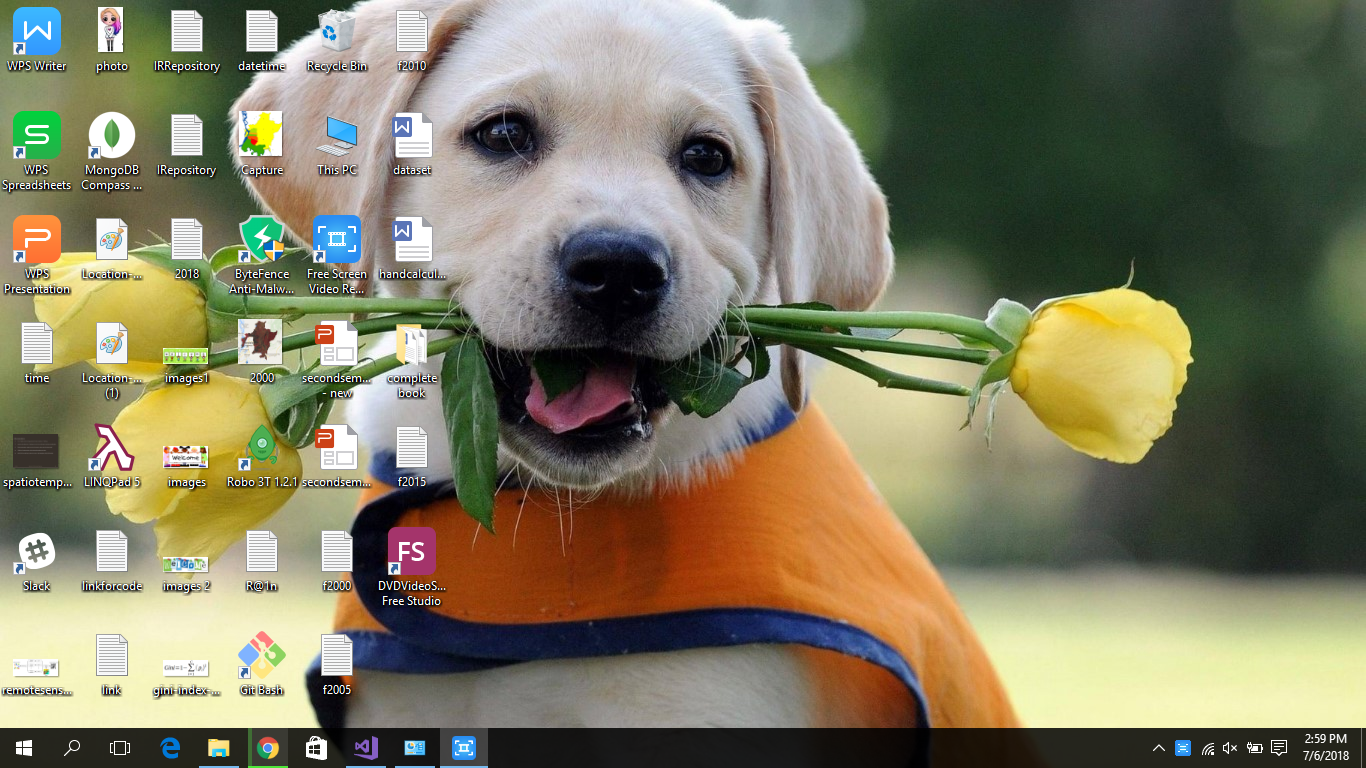 WPS Writer
photo
IRRepository
datetime
Recycle Bin
f2010
WPS
Spreadsheets
MongoDB
Compass ...
IRepository
Capture
This PC
dataset
WPS
Presentation
Location-...
2018
ByteFence
Anti-Malw...
Free Screen
Video Re...
handcalcul...
time
Location-...
(1)
images1
2000
secondsem...
- new
complete
book
spatiotemp...
LINQPad 5
images
Welcome
Robo 3T 1.2.1
secondsem...
f2015
Slack
linkforcode
images 2
R@1n
f2000
FS
DVDVideoS...
Free Studio
remotesens...
link
gini-index-...
Git Bash
f2005
2:59 PM
7/6/2018